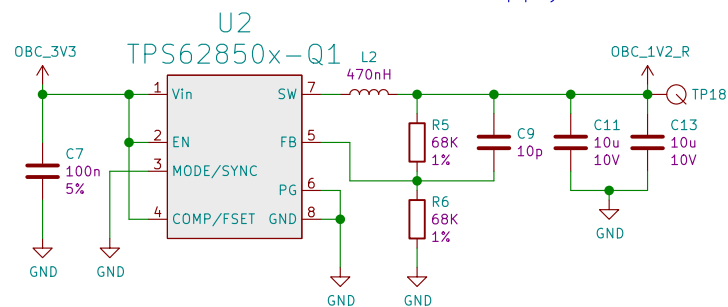 U2
TPS62850x-Q1
OBC_3V3
L2
470nH
OBC_1V2_R
TP18
1
Vin
SW
7
2
EN
FB
5
3
MODE/SYNC
PG
6
4
COMP/FSET
GND
8
C7
100n
5%
R5
68K
1%
C9
10p
C11
10u
10V
C13
10u
10V
R6
68K
1%
GND
GND
GND
GND
GND